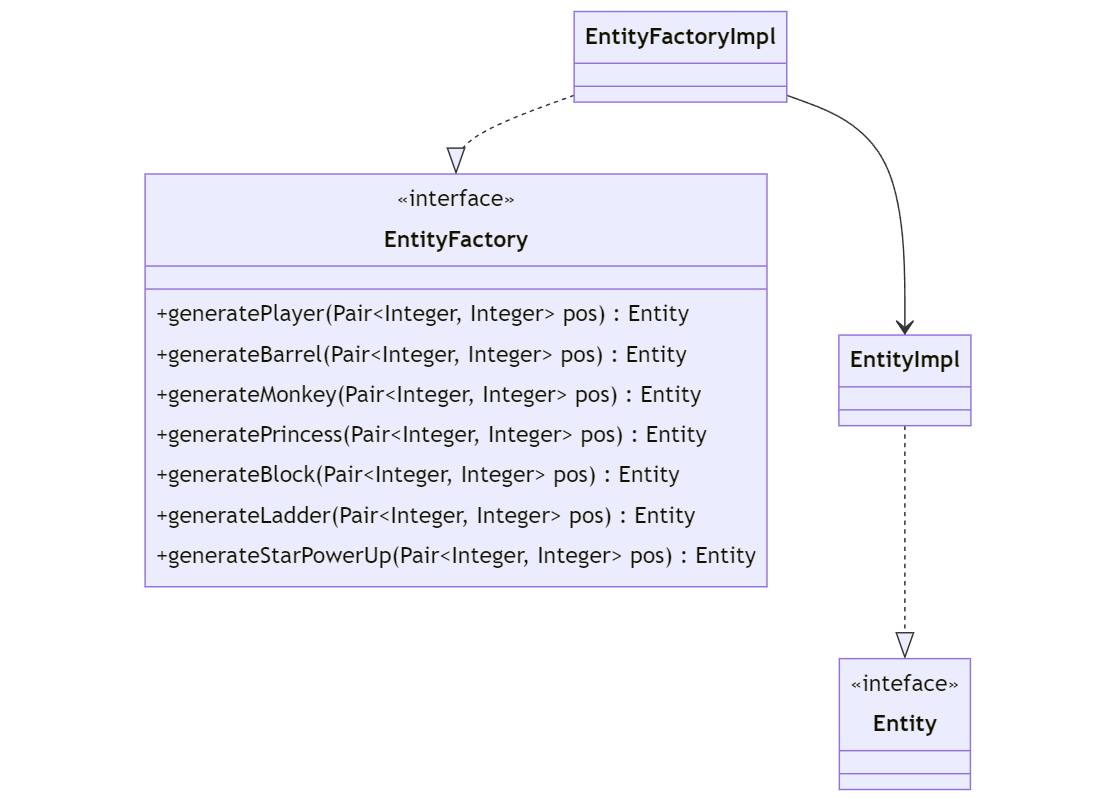 EntityFactoryImpl
«interface»
EntityFactory
+generatePlayer(Pair<Integer, Integer> pos) : Entity
+generateBarrel(Pair<Integer, Integer> pos) : Entity
+generateMonkey(Pair<Integer, Integer> pos) : Entity
+generatePrincess(Pair<Integer, Integer> pos) : Entity
+generateBlock(Pair<Integer, Integer> pos) : Entity
+generateLadder(Pair<Integer, Integer> pos) : Entity
+generateStarPowerUp(Pair<Integer, Integer> pos) : Entity
EntityImpl
«inteface»
Entity